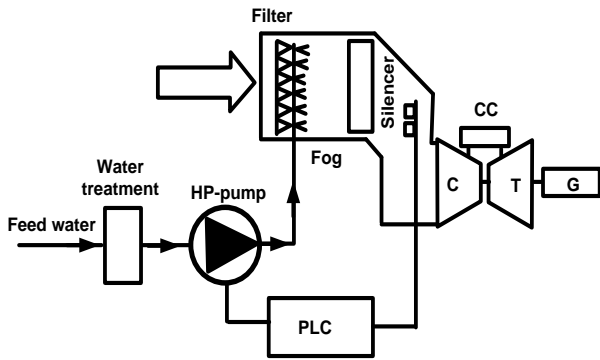 Filter
Silencer
CC
Fog
Water
treatment
HP-pump
C
T
G
Feed water
PLC